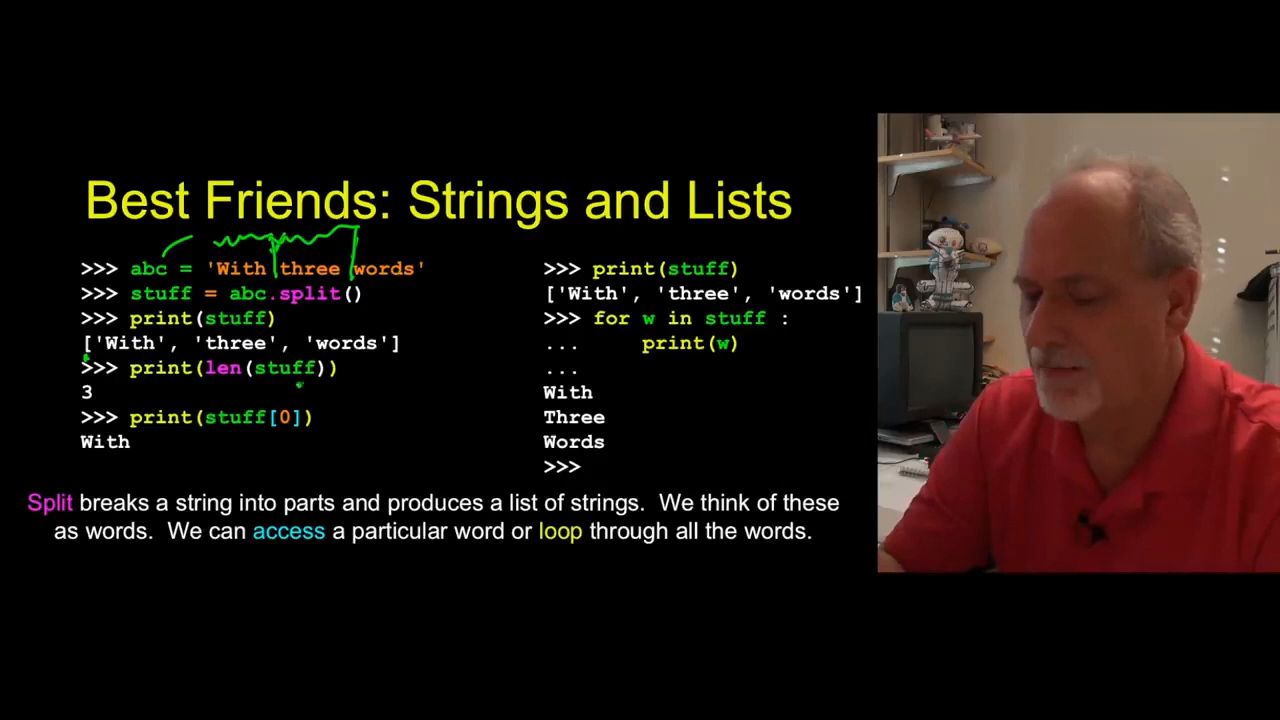 Best Friends: Strings and Lists
>>> abc = 'With three words'
>>> stuff = abc.split()
>>> print(stuff)
['With', 'three', 'words']
>>> print(len(stuff))
3
>>> print(stuff[0])
With
>>> print(stuff)
['With', 'three', 'words']
>>> for w in stuff :
...     print(w)
...
With
Three
Words
>>>
Split breaks a string into parts and produces a list of strings. We think of these
as words. We can access a particular word or loop through all the words.